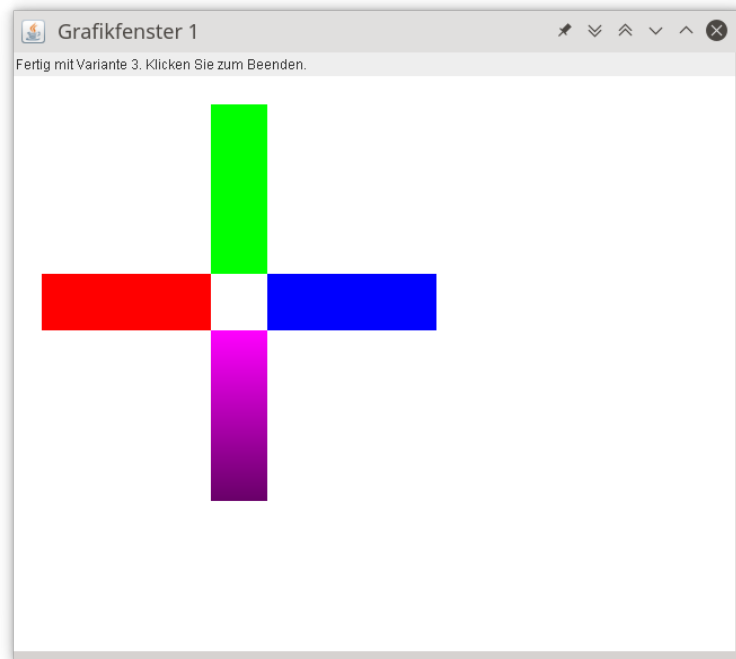 Grafikfenster 1
Fertig mit Variante 3. Klicken Sie zum Beenden.